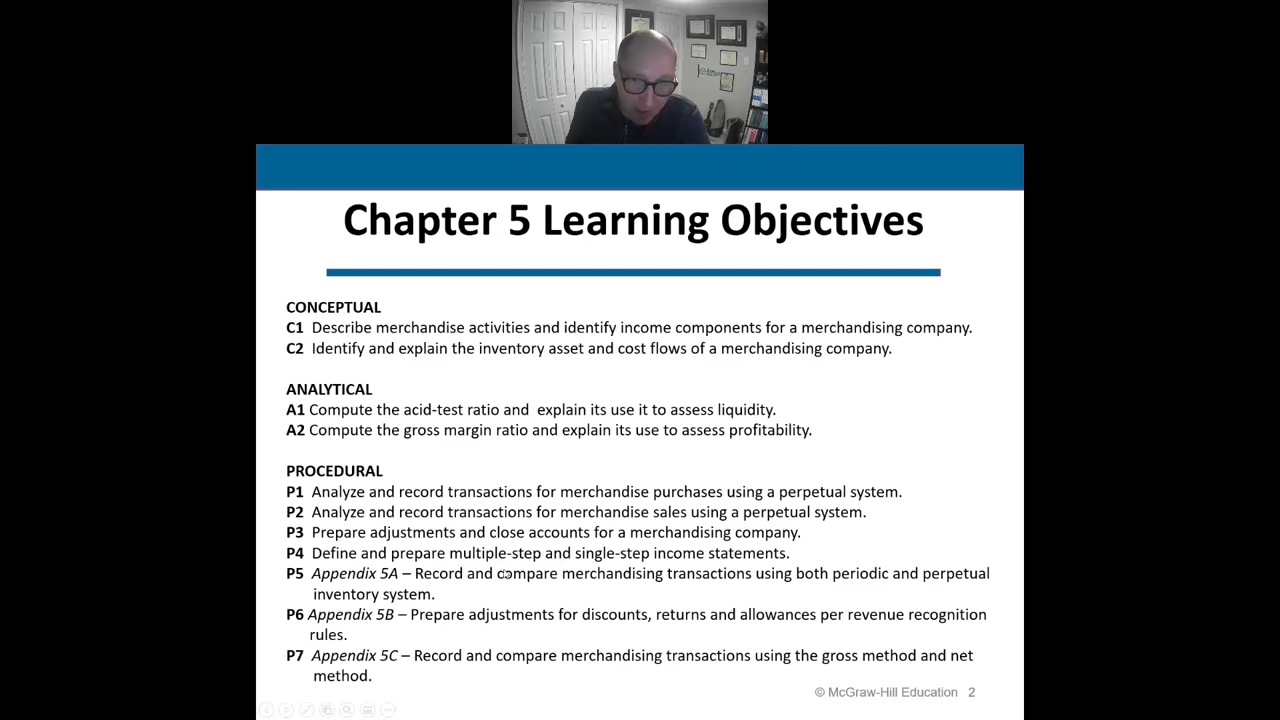 Chapter 5 Learning Objectives
CONCEPTUAL
C1 Describe merchandise activities and identify income components for a merchandising company.
C2 Identify and explain the inventory asset and cost flows of a merchandising company.
ANALYTICAL
A1 Compute the acid-test ratio and explain its use it to assess liquidity.
A2 Compute the gross margin ratio and explain its use to assess profitability.
PROCEDURAL
P1 Analyze and record transactions for merchandise purchases using a perpetual system.
P2 Analyze and record transactions for merchandise sales using a perpetual system.
P3 Prepare adjustments and close accounts for a merchandising company.
P4 Define and prepare multiple-step and single-step income statements.
P5 Appendix 5A – Record and compare merchandising transactions using both periodic and perpetual
inventory system.
P6 Appendix 5B – Prepare adjustments for discounts, returns and allowances per revenue recognition
rules.
P7 Appendix 5C – Record and compare merchandising transactions using the gross method and net
method.
© McGraw-Hill Education 2